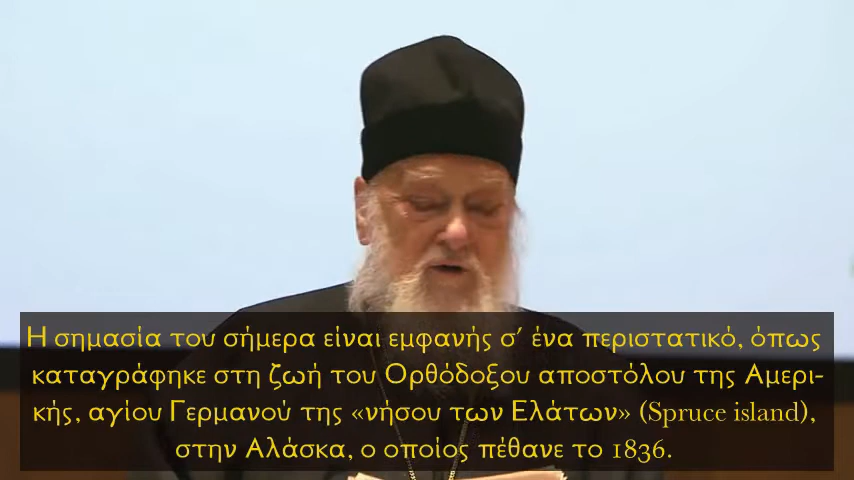 Η σημασία του σήμερα είναι εμφανής σ’ ένα περιστατικό, όπως
καταγράφηκε στη ζωή του Ορθόδοξου αποστόλου της Αμερι-
κής, αγίου Γερμανού της «νήσου των Ελάτων» (Spruce island),
στην Αλάσκα, ο οποίος πέθανε το 1836.